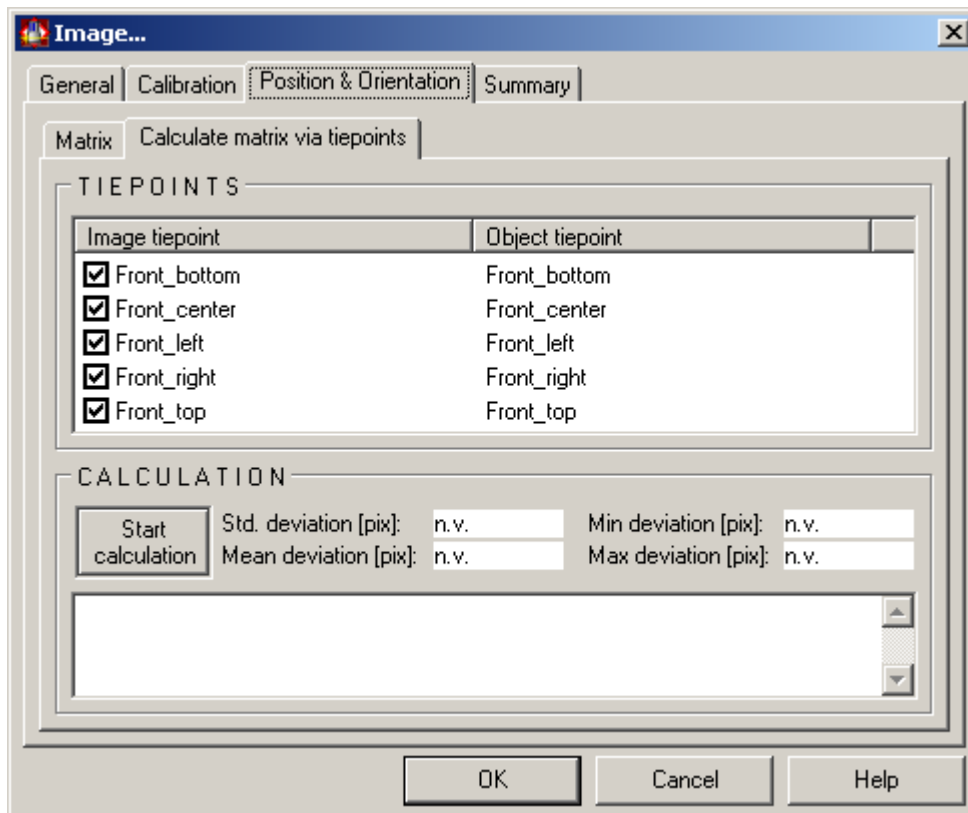 Image...
General Calibration Position & Orientation Summary
Matrix Calculate matrix via tiepoints
TIEPOINTS
Image tiepoint Object tiepoint
Front_bottom Front_bottom
Front_center Front_center
Front_left Front_left
Front_right Front_right
Front_top Front_top
CALCULATION
Start calculation
Std. deviation [pix]: n.v. Min deviation [pix]: n.v.
Mean deviation [pix]: n.v. Max deviation [pix]: n.v.
OK Cancel Help